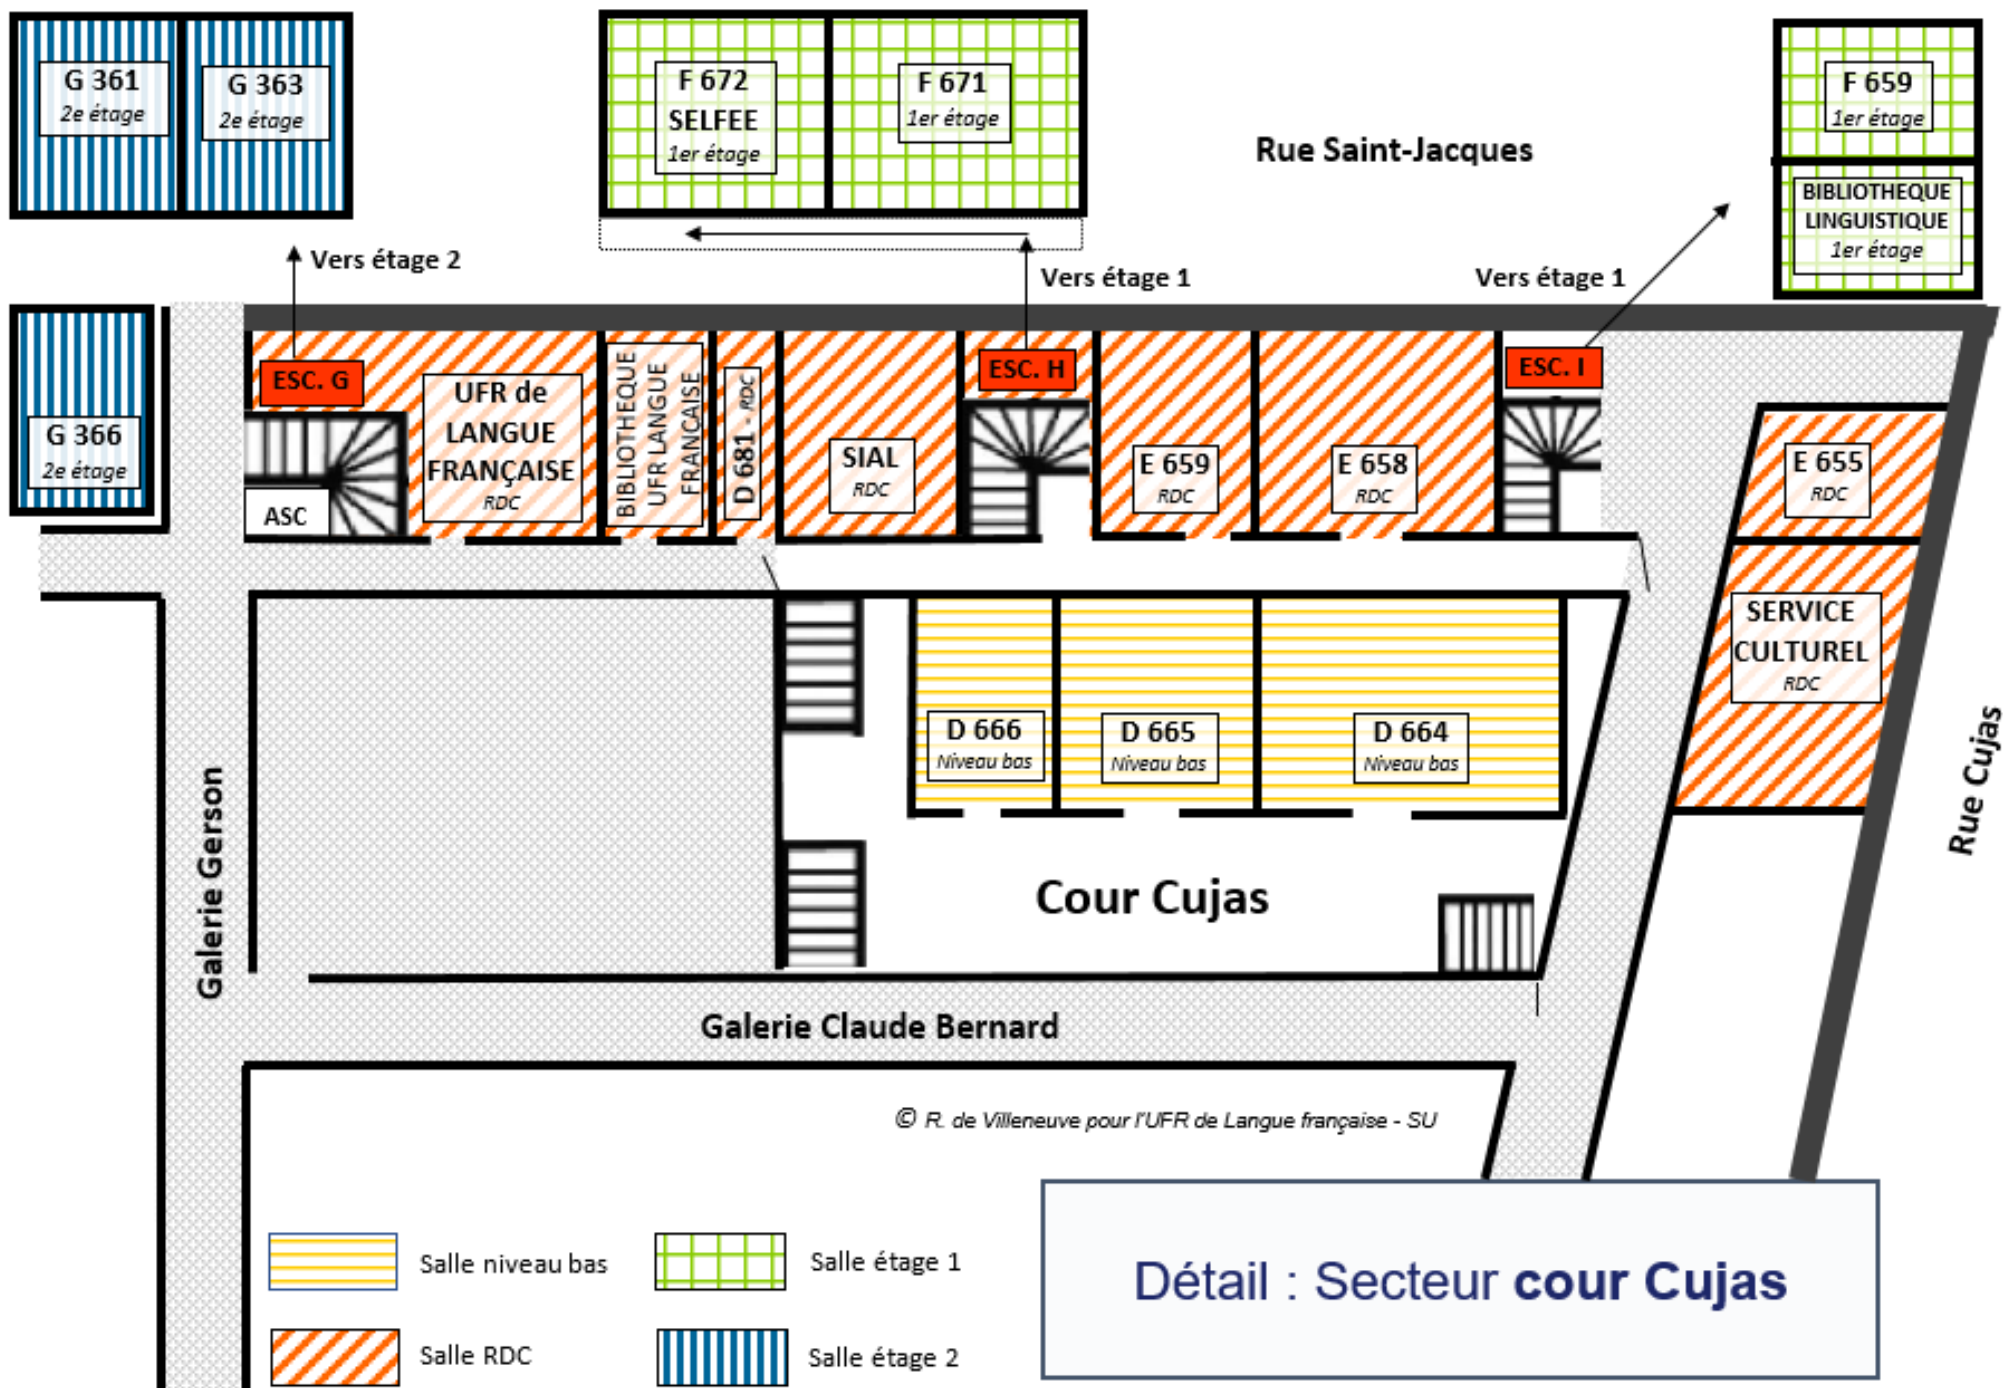 G 361
2e étage
G 363
2e étage
F 672
SELFEE
1er étage
F 671
1er étage
Rue Saint-Jacques
F 659
1er étage
BIBLIOTHEQUE
LINGUISTIQUE
1er étage
Vers étage 2
Vers étage 1
Vers étage 1
G 366
2e étage
ESC. G
ASC
UFR de
LANGUE
FRANÇAISE
RDC
BIBLIOTHEQUE
UFR LANGUE
FRANCAISE
D 681 - RDC
SIAL
RDC
ESC. H
E 659
RDC
E 658
RDC
ESC. I
E 655
RDC
SERVICE
CULTUREL
RDC
D 666
Niveau bas
D 665
Niveau bas
D 664
Niveau bas
Rue Cujas
Galerie Gerson
Cour Cujas
Galerie Claude Bernard
© R. de Villeneuve pour l'UFR de Langue française - SU
Salle niveau bas
Salle étage 1
Salle RDC
Salle étage 2
Détail : Secteur cour Cujas